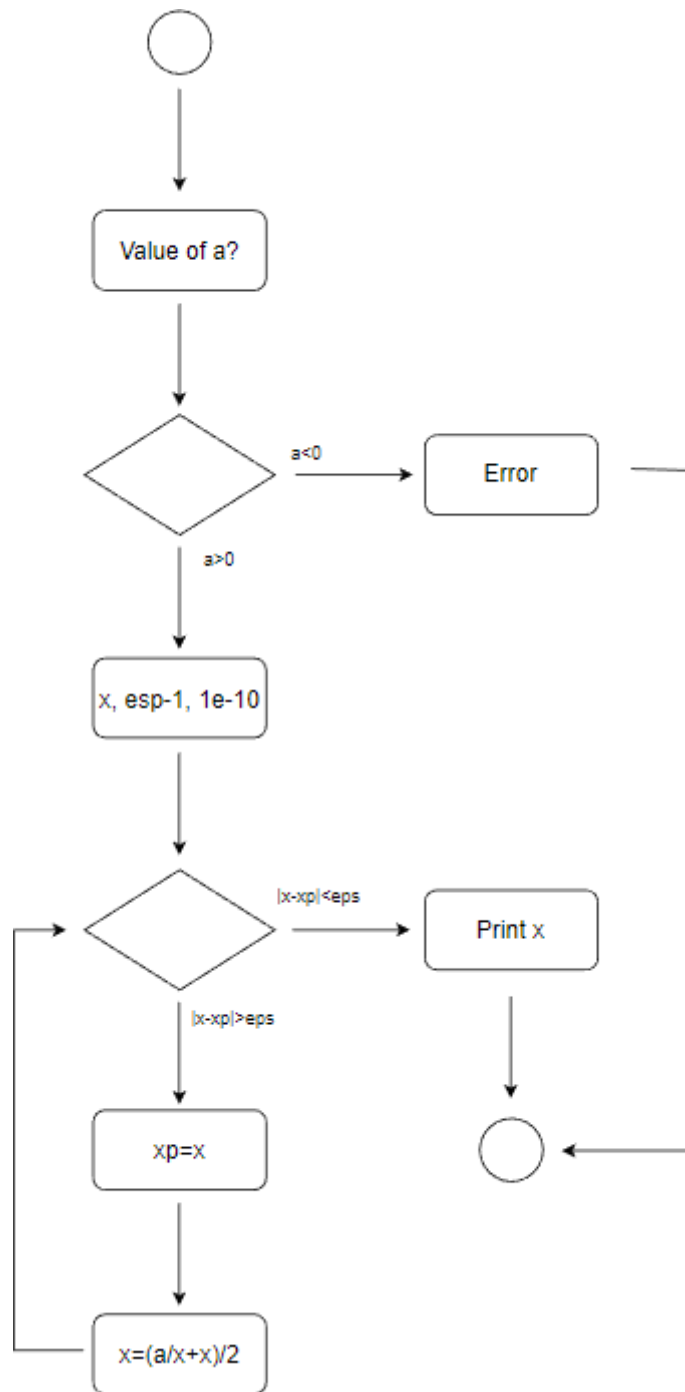 Value of a?
a<0
Error
a>0
x, esp-1, 1e-10
|x-xp|<eps
Print x
|x-xp|>eps
xp=x
x=(a/x+x)/2